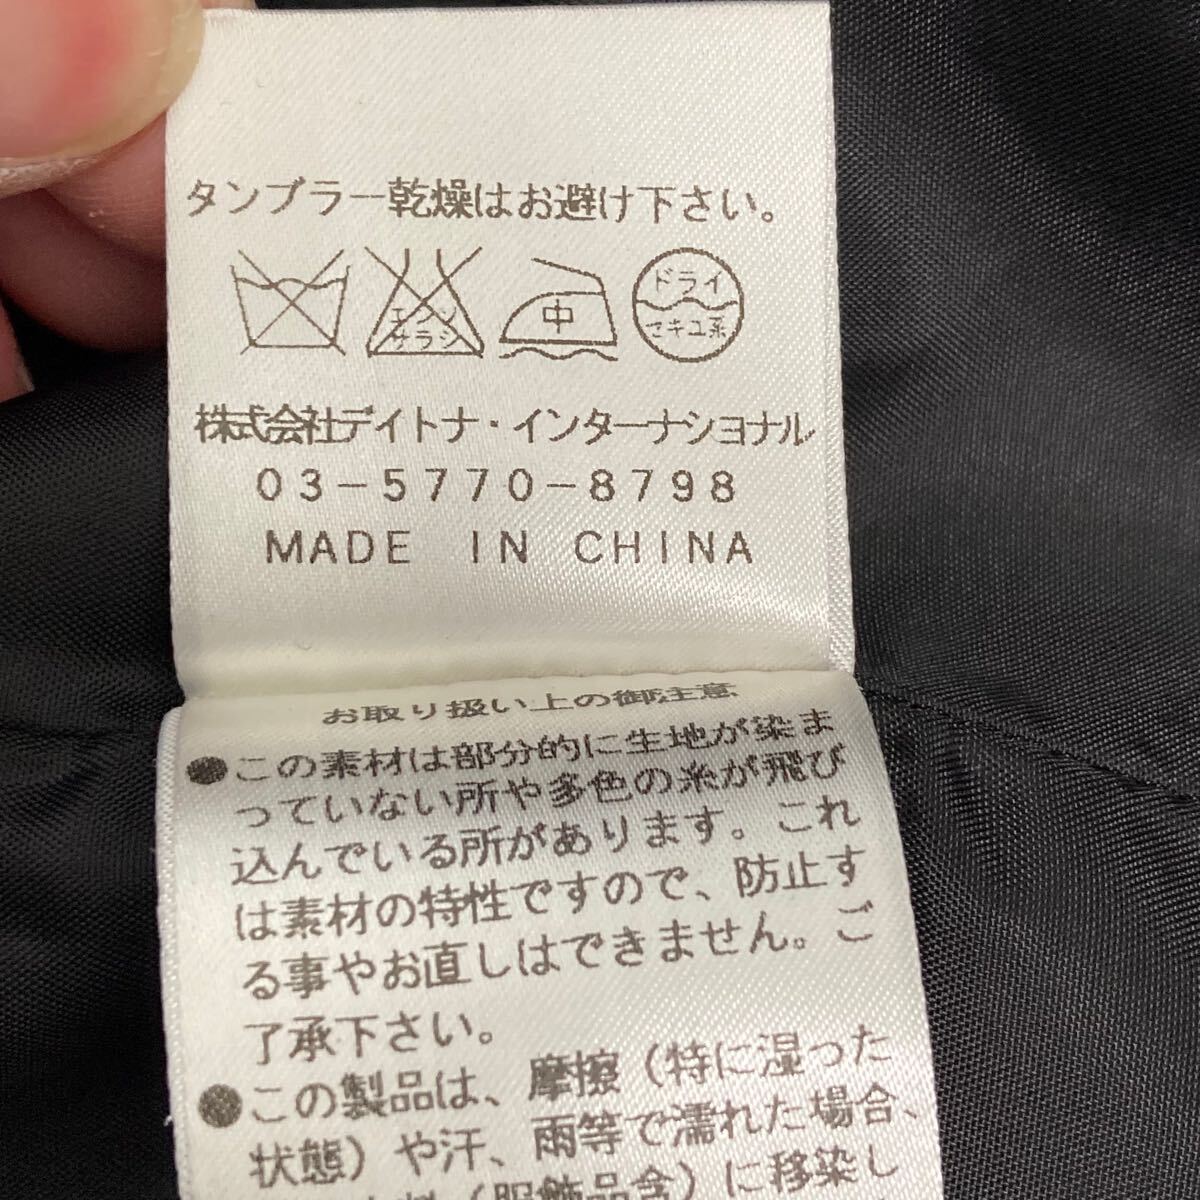 タンブラー乾燥はお避け下さい。
エンソ
サラシ
中
ドライ
セキユ系
株式会社デイトナ・インターナショナル
03-5770-8798
MADE IN CHINA
お取り扱い上の御注意
●この素材は部分的に生地が染ま
っていない所や多色の糸が飛び
込んでいる所があります。これ
は素材の特性ですので、防止す
る事やお直しはできません。ご
了承下さい。
●この製品は、摩擦（特に湿った
状態）や汗、雨等で濡れた場合、
（服飾品含）に移染し